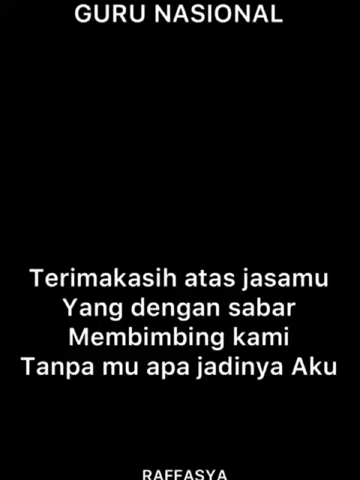 GURU NASIONAL
Terimakasih atas jasamu
Yang dengan sabar
Membimbing kami
Tanpa mu apa jadinya Aku
RAFFASYA